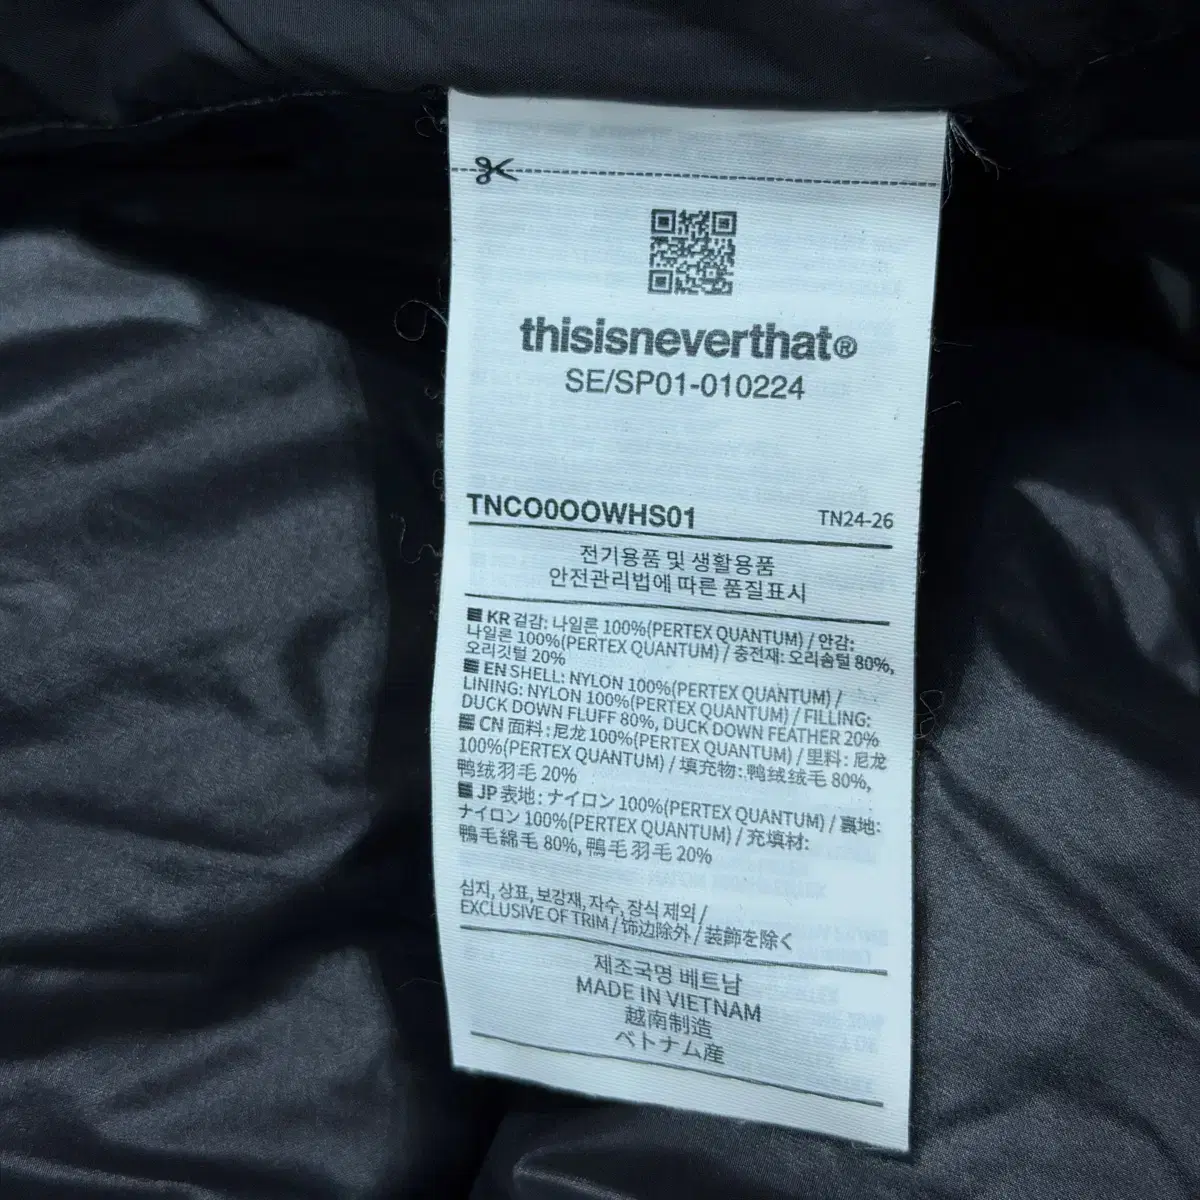 thisisneverthat®
SE/SP01-010224
TNCO0OOWHS01
TN24-26
전기용품 및 생활용품
안전관리법에 따른 품질표시
KR 겉감: 나일론 100%(PERTEX QUANTUM) / 안감:
나일론 100%(PERTEX QUANTUM) / 충전재: 오리솜털 80%,
오리깃털 20%
EN SHELL: NYLON 100%(PERTEX QUANTUM) /
LINING: NYLON 100%(PERTEX QUANTUM) / FILLING:
DUCK DOWN FLUFF 80%, DUCK DOWN FEATHER 20%
CN 面料: 尼龙 100%(PERTEX QUANTUM) / 里料: 尼龙
100%(PERTEX QUANTUM) / 填充物: 鸭绒绒毛 80%,
鸭绒羽毛 20%
JP 表地: ナイロン 100%(PERTEX QUANTUM) / 裏地:
ナイロン 100%(PERTEX QUANTUM) / 充填材:
鴨毛綿毛 80%, 鴨毛羽毛 20%
심지, 상표, 보강재, 자수, 장식 제외 /
EXCLUSIVE OF TRIM / 饰边除外 / 装飾を除く
제조국명 베트남
MADE IN VIETNAM
越南制造
ベトナム産